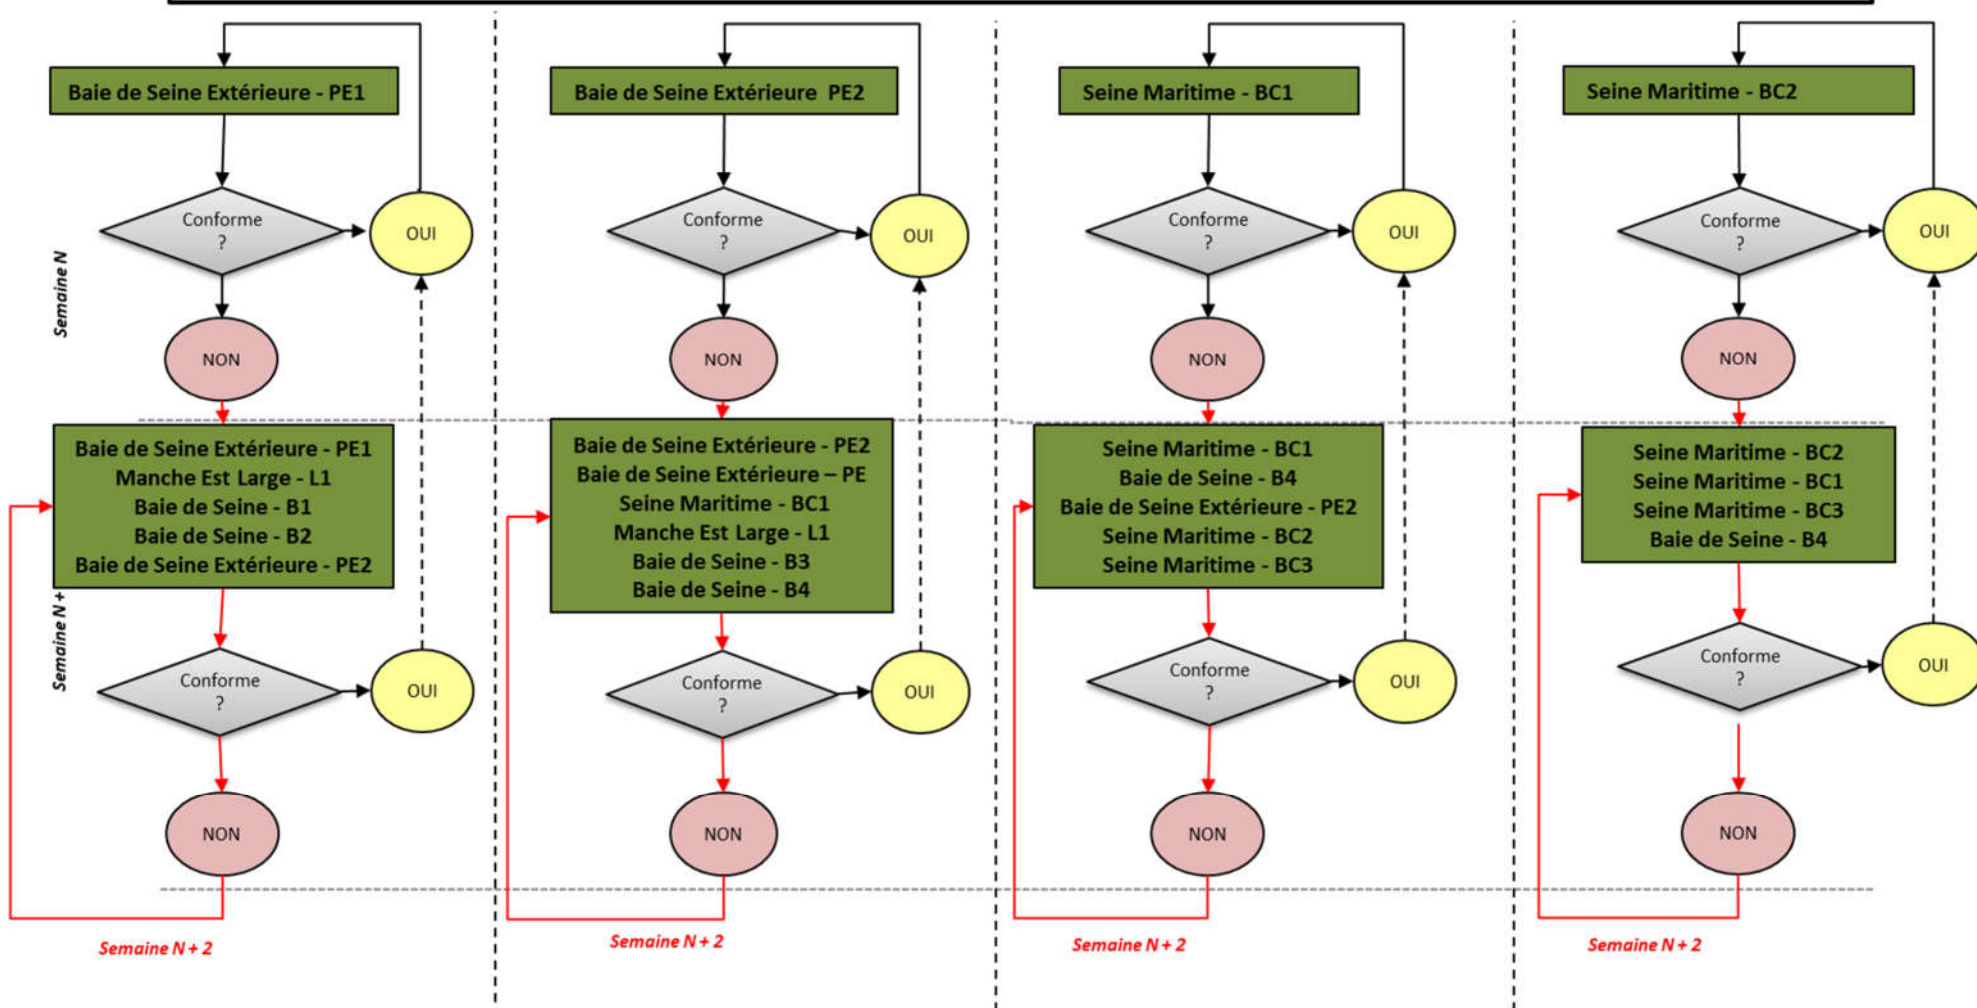 Baie de Seine Extérieure - PE1
Conforme
?
OUI
NON
Semaine N
Baie de Seine Extérieure - PE1
Manche Est Large - L1
Baie de Seine - B1
Baie de Seine - B2
Baie de Seine Extérieure - PE2
Semaine N +
Conforme
?
OUI
NON
Semaine N + 2
Baie de Seine Extérieure PE2
Conforme
?
OUI
NON
Baie de Seine Extérieure - PE2
Baie de Seine Extérieure – PE
Seine Maritime - BC1
Manche Est Large - L1
Baie de Seine - B3
Baie de Seine - B4
Conforme
?
OUI
NON
Semaine N + 2
Seine Maritime - BC1
Conforme
?
OUI
NON
Seine Maritime - BC1
Baie de Seine - B4
Baie de Seine Extérieure - PE2
Seine Maritime - BC2
Seine Maritime - BC3
Conforme
?
OUI
NON
Semaine N + 2
Seine Maritime - BC2
Conforme
?
OUI
NON
Seine Maritime - BC2
Seine Maritime - BC1
Seine Maritime - BC3
Baie de Seine - B4
Conforme
?
OUI
NON
Semaine N + 2